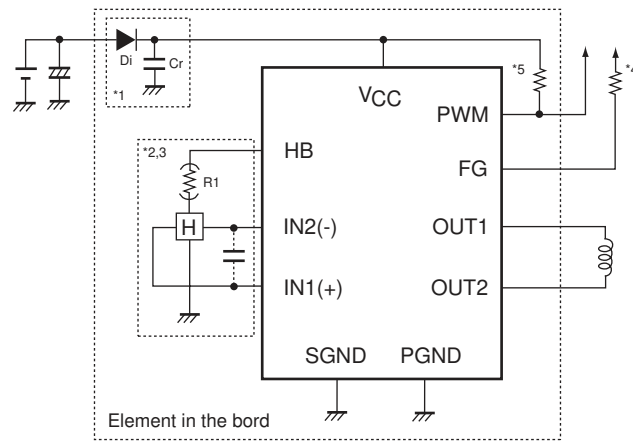 Di
Cr
*1
*5
*4
VCC
PWM
*2,3
HB
R1
FG
H
IN2(-)
OUT1
IN1(+)
OUT2
SGND
PGND
Element in the bord